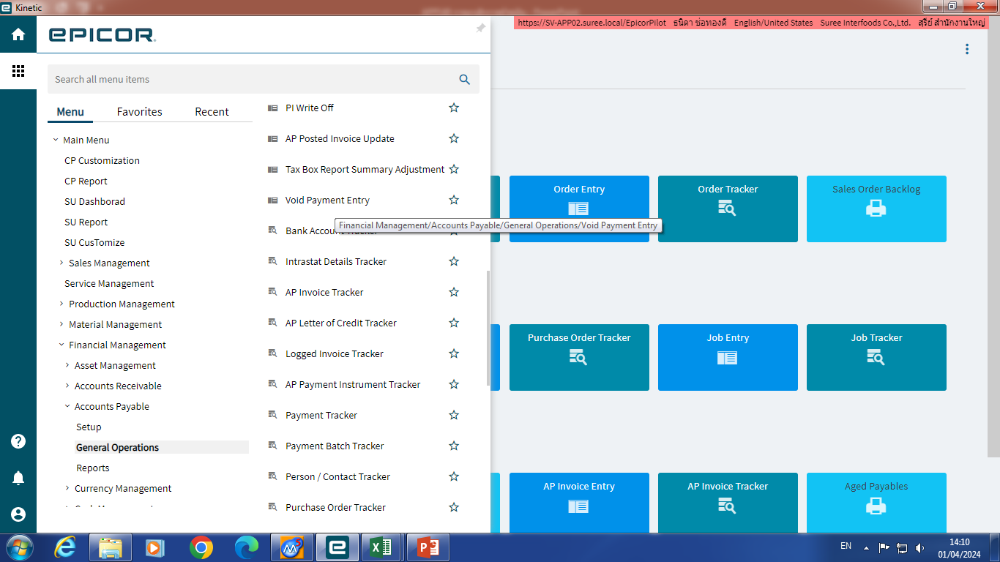 Kinetic
https://SV-APP02.suree.local/EpicorPilot ธนิดา ช่อทองดี English/United States Suree Interfoods Co.,Ltd. สุรีย์ สำนักงานใหญ่
EPICOR
Search all menu items
Menu Favorites Recent
Main Menu
CP Customization
CP Report
SU Dashborad
SU Report
SU CusTomize
Sales Management
Service Management
Production Management
Material Management
Financial Management
Asset Management
Accounts Receivable
Accounts Payable
Setup
General Operations
Reports
Currency Management
PI Write Off
AP Posted Invoice Update
Tax Box Report Summary Adjustment
Void Payment Entry
Financial Management/Accounts Payable/General Operations/Void Payment Entry
Bank Account Tracker
Intrastat Details Tracker
AP Invoice Tracker
AP Letter of Credit Tracker
Logged Invoice Tracker
AP Payment Instrument Tracker
Payment Tracker
Payment Batch Tracker
Person / Contact Tracker
Purchase Order Tracker
Order Entry
Order Tracker
Sales Order Backlog
Purchase Order Tracker
Job Entry
Job Tracker
AP Invoice Entry
AP Invoice Tracker
Aged Payables
EN
14:10
01/04/2024